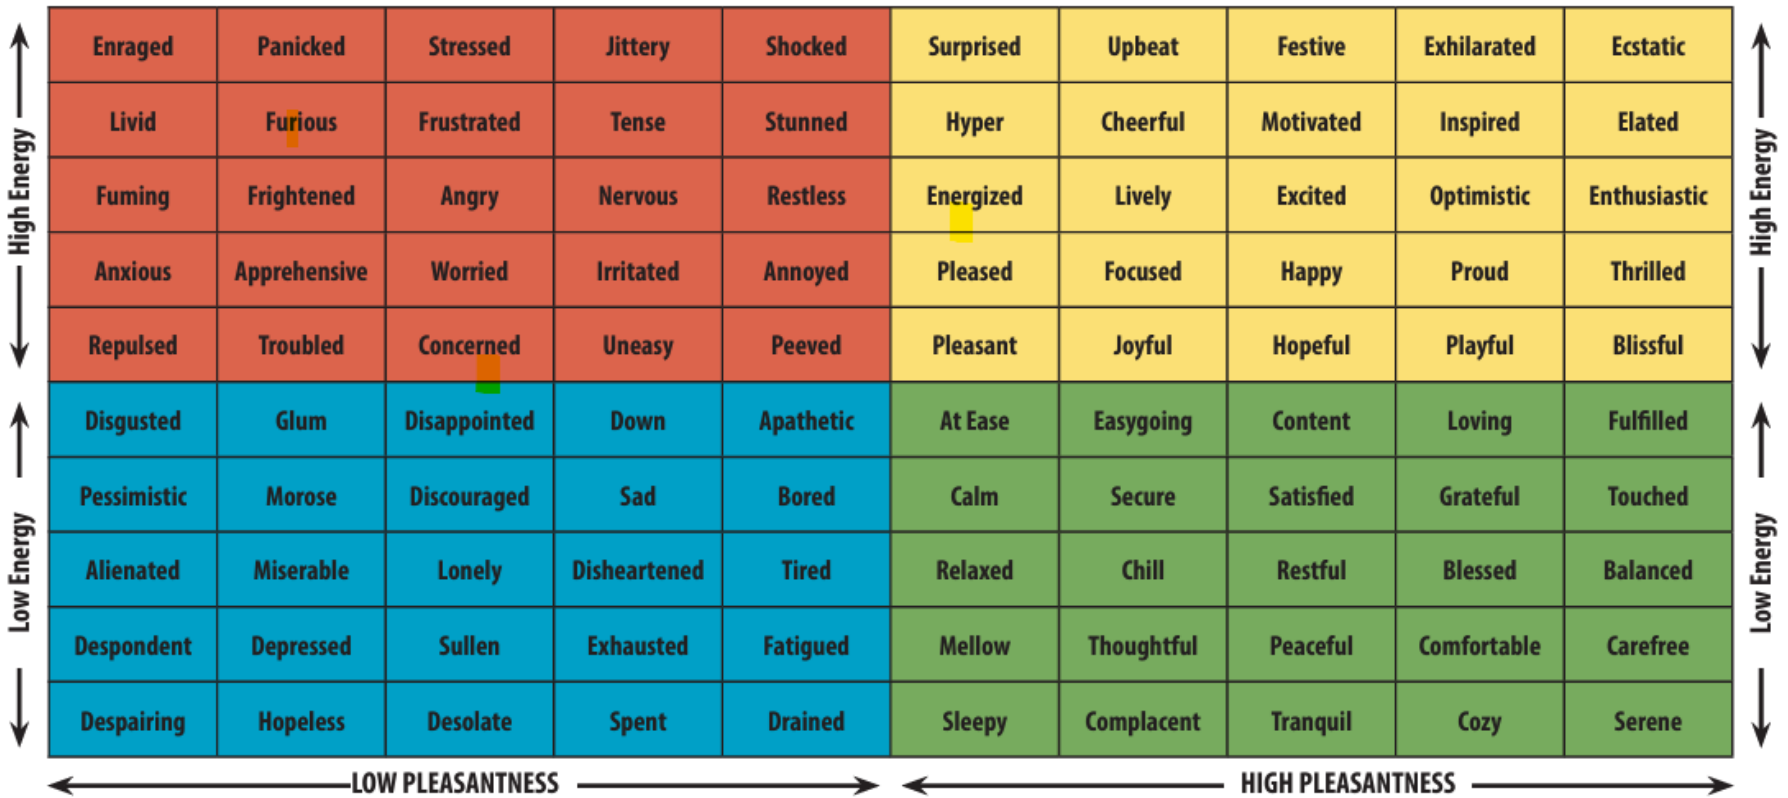 Enraged Panicked Stressed Jittery Shocked Surprised Upbeat Festive Exhilarated Ecstatic
Livid Furious Frustrated Tense Stunned Hyper Cheerful Motivated Inspired Elated
Fuming Frightened Angry Nervous Restless Energized Lively Excited Optimistic Enthusiastic
Anxious Apprehensive Worried Irritated Annoyed Pleased Focused Happy Proud Thrilled
Repulsed Troubled Concerned Uneasy Peeved Pleasant Joyful Hopeful Playful Blissful
Disgusted Glum Disappointed Down Apathetic At Ease Easygoing Content Loving Fulfilled
Pessimistic Morose Discouraged Sad Bored Calm Secure Satisfied Grateful Touched
Alienated Miserable Lonely Disheartened Tired Relaxed Chill Restful Blessed Balanced
Despondent Depressed Sullen Exhausted Fatigued Mellow Thoughtful Peaceful Comfortable Carefree
Despairing Hopeless Desolate Spent Drained Sleepy Complacent Tranquil Cozy Serene
High Energy
Low Energy
High Energy
Low Energy
LOW PLEASANTNESS
HIGH PLEASANTNESS